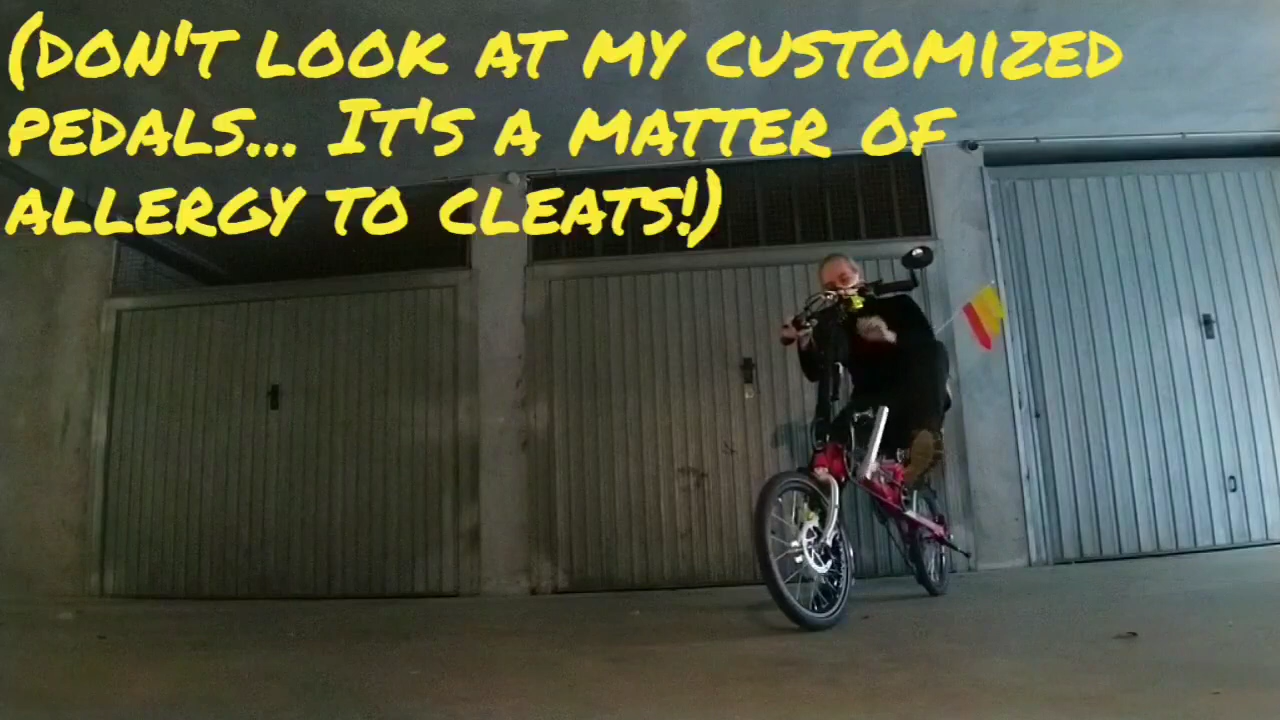 (DON'T LOOK AT MY CUSTOMIZED
PEDALS... IT'S A MATTER OF
ALLERGY TO CLEATS!)